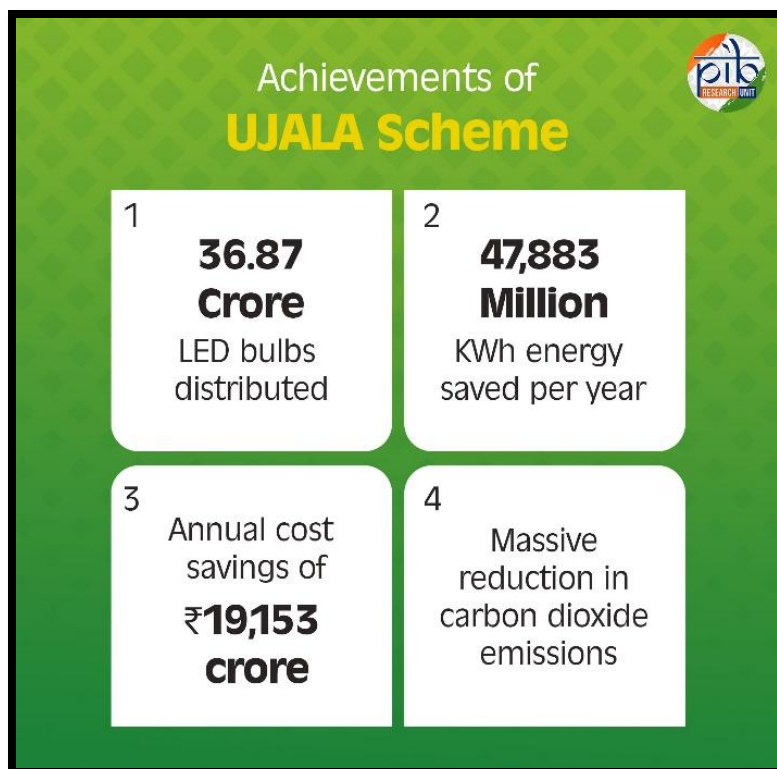 Achievements of
UJALA Scheme
pib
RESEARCH UNIT
1
36.87
Crore
LED bulbs
distributed
2
47,883
Million
KWh energy
saved per year
3
Annual cost
savings of
₹19,153
crore
4
Massive
reduction in
carbon dioxide
emissions